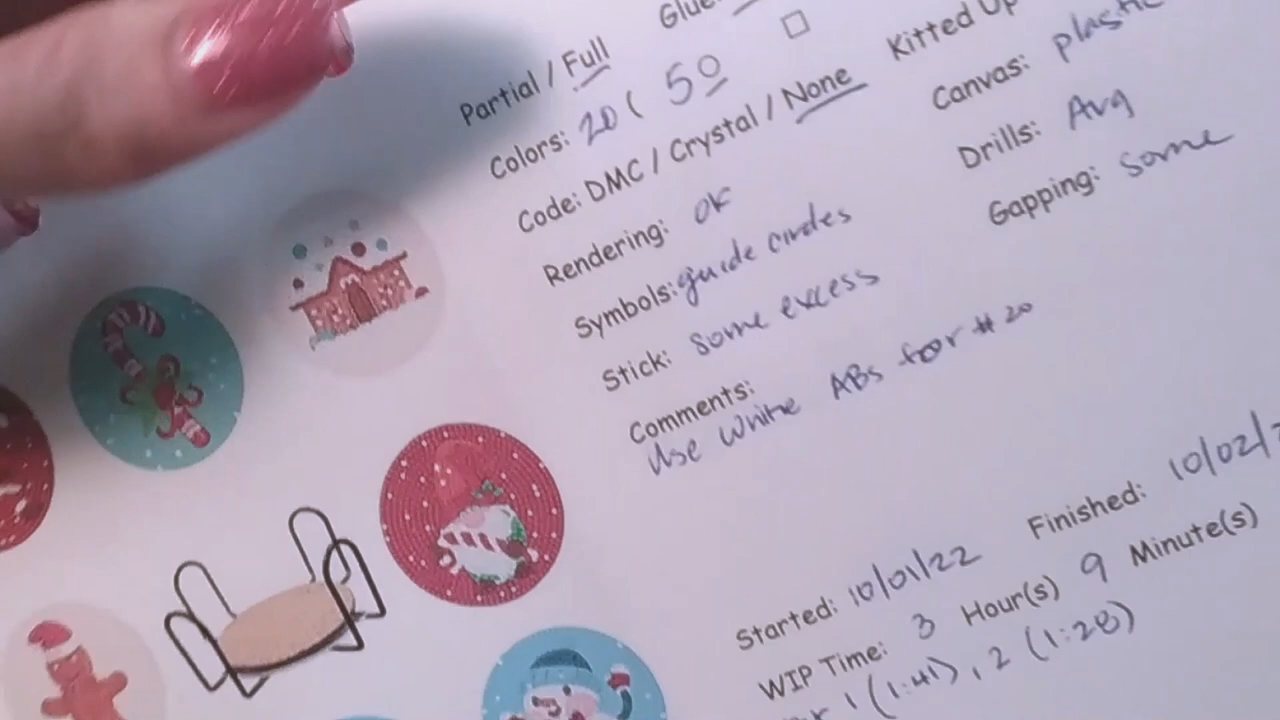 Partial / Full
Colors: 20 ( 50
Code: DMC / Crystal / None
Kitted Up
Rendering: OK
Canvas: plastic
Symbols: guide circles
Drills: Avg
Stick: some excess
Gapping: some
Comments:
Use white ABs for #20
Started: 10/01/22
Finished: 10/02/
WIP Time: 3 Hour(s) 9 Minute(s)
1 (1:41), 2 (1:28)